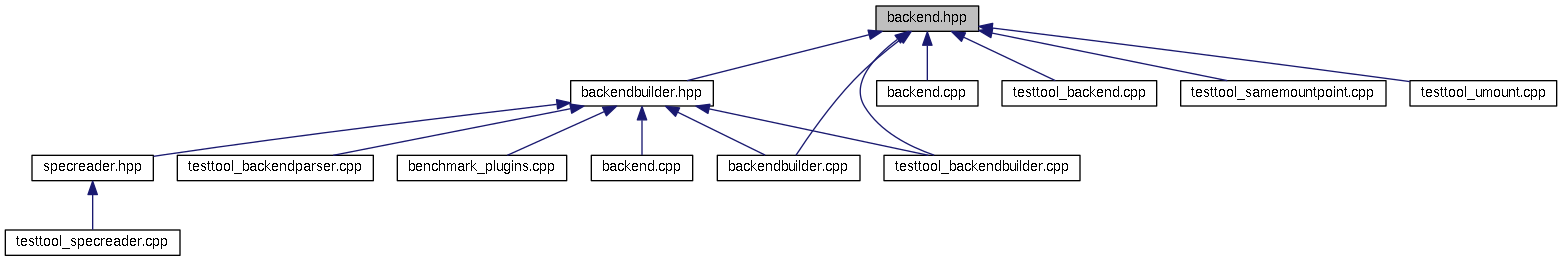 backend.hpp
backendbuilder.hpp
backend.cpp
testtool_backend.cpp
testtool_samemountpoint.cpp
testtool_umount.cpp
specreader.hpp
testtool_backendparser.cpp
benchmark_plugins.cpp
backend.cpp
backendbuilder.cpp
testtool_backendbuilder.cpp
testtool_specreader.cpp